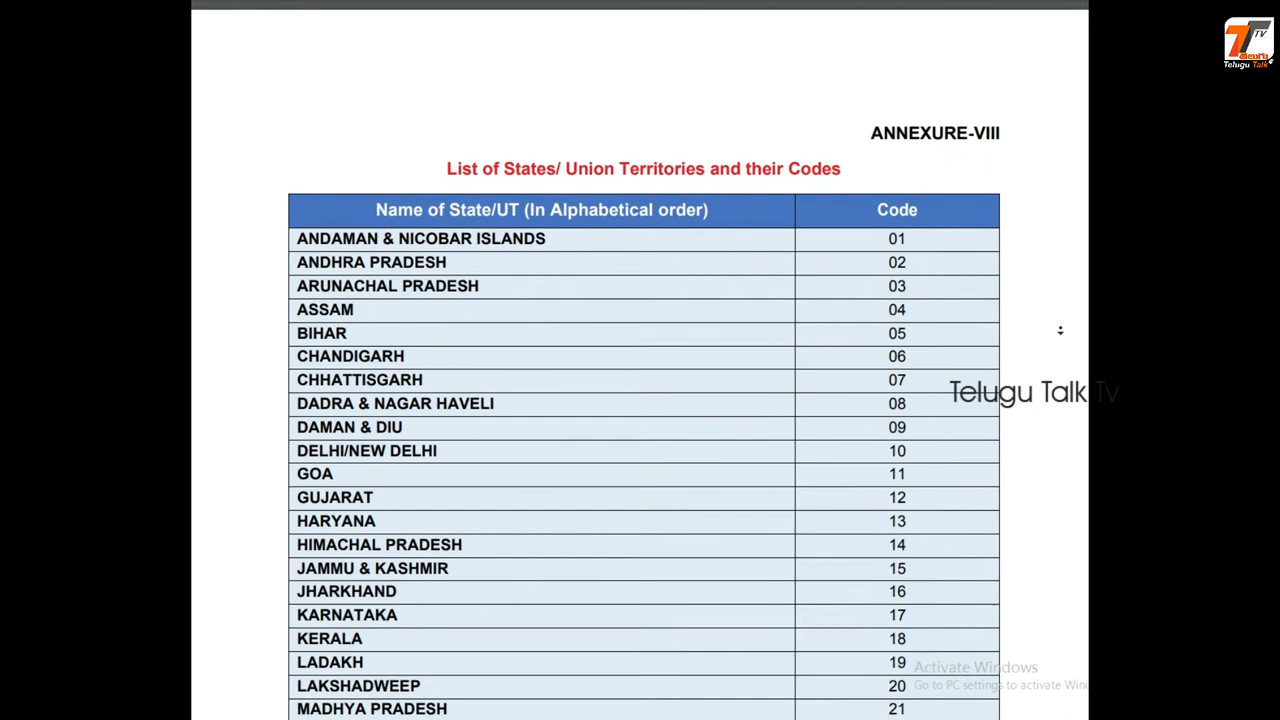 TV
Telugu Talk
ANNEXURE-VIII
List of States/ Union Territories and their Codes
Name of State/UT (In Alphabetical order) Code
ANDAMAN & NICOBAR ISLANDS 01
ANDHRA PRADESH 02
ARUNACHAL PRADESH 03
ASSAM 04
BIHAR 05
CHANDIGARH 06
CHHATTISGARH 07
DADRA & NAGAR HAVELI 08
Telugu Talk Tv
DAMAN & DIU 09
DELHI/NEW DELHI 10
GOA 11
GUJARAT 12
HARYANA 13
HIMACHAL PRADESH 14
JAMMU & KASHMIR 15
JHARKHAND 16
KARNATAKA 17
KERALA 18
LADAKH 19
Activate Windows
LAKSHADWEEP 20
Go to PC settings to activate Wind
MADHYA PRADESH 21